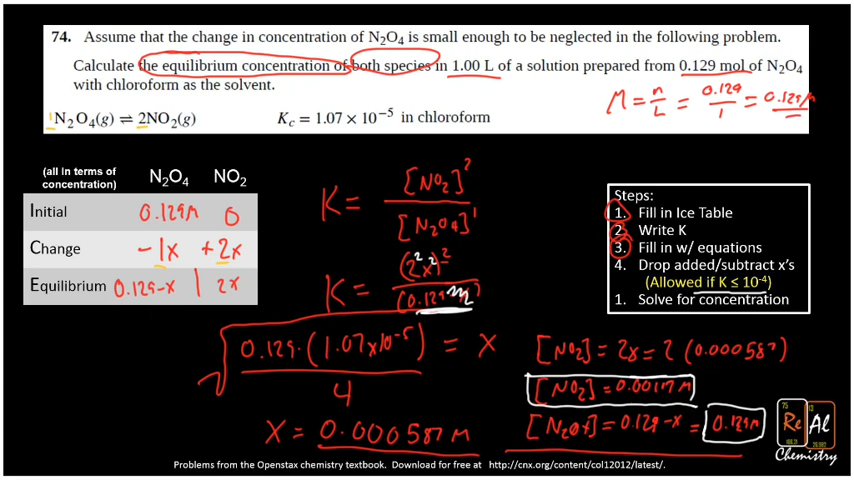 74. Assume that the change in concentration of N₂O₄ is small enough to be neglected in the following problem.
Calculate the equilibrium concentration of both species in 1.00 L of a solution prepared from 0.129 mol of N₂O₄
with chloroform as the solvent.
M = n/L = 0.129/1 = 0.129M
1N₂O₄(g) ⇌ 2NO₂(g) Kc = 1.07 × 10⁻⁵ in chloroform
(all in terms of
concentration) N₂O₄ NO₂
Initial 0.129M 0
Change -1x +2x
Equilibrium 0.129-x | 2x
K = [NO₂]²/[N₂O₄]¹
K = (2²x²)²/(0.129
√(0.129·(1.07x10⁻⁵)/4) = x
x = 0.000587 M
Steps:
1. Fill in Ice Table
2. Write K
3. Fill in w/ equations
4. Drop added/subtract x's
(Allowed if K ≤ 10⁻⁴)
1. Solve for concentration
[NO₂] = 2x = 2(0.000587)
[NO₂] = 0.00117 M
[N₂O₄] = 0.129-x = 0.129M
Re Al
Chemistry
Problems from the Openstax chemistry textbook. Download for free at http://cnx.org/content/col12012/latest/.